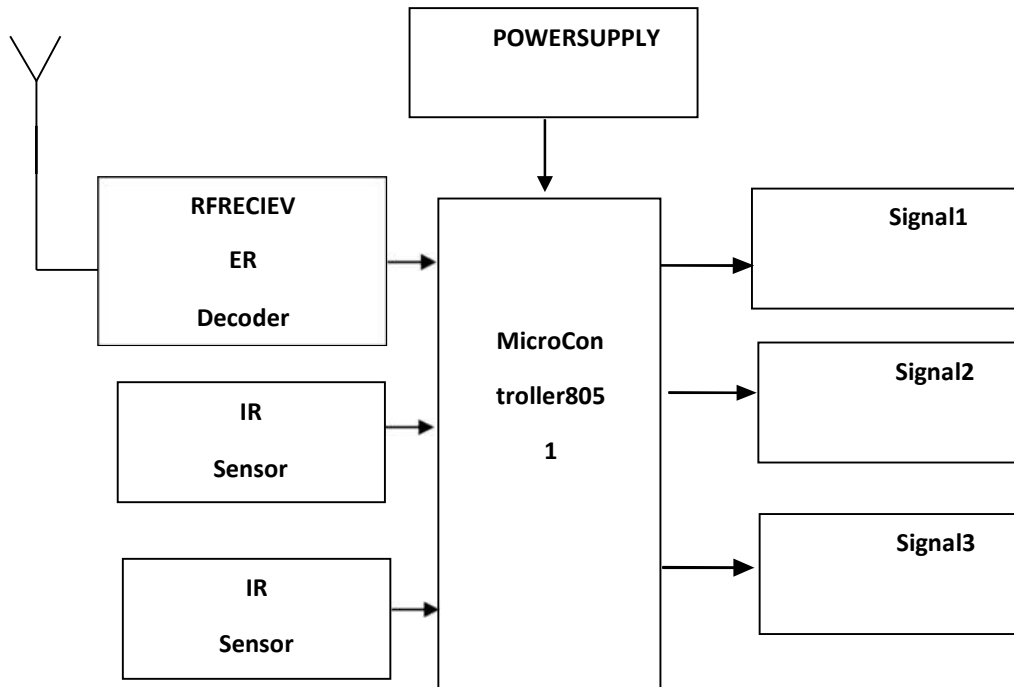 POWERSUPPLY
RFRECIEV
ER
Decoder
IR
Sensor
IR
Sensor
MicroCon
troller805
1
Signal1
Signal2
Signal3